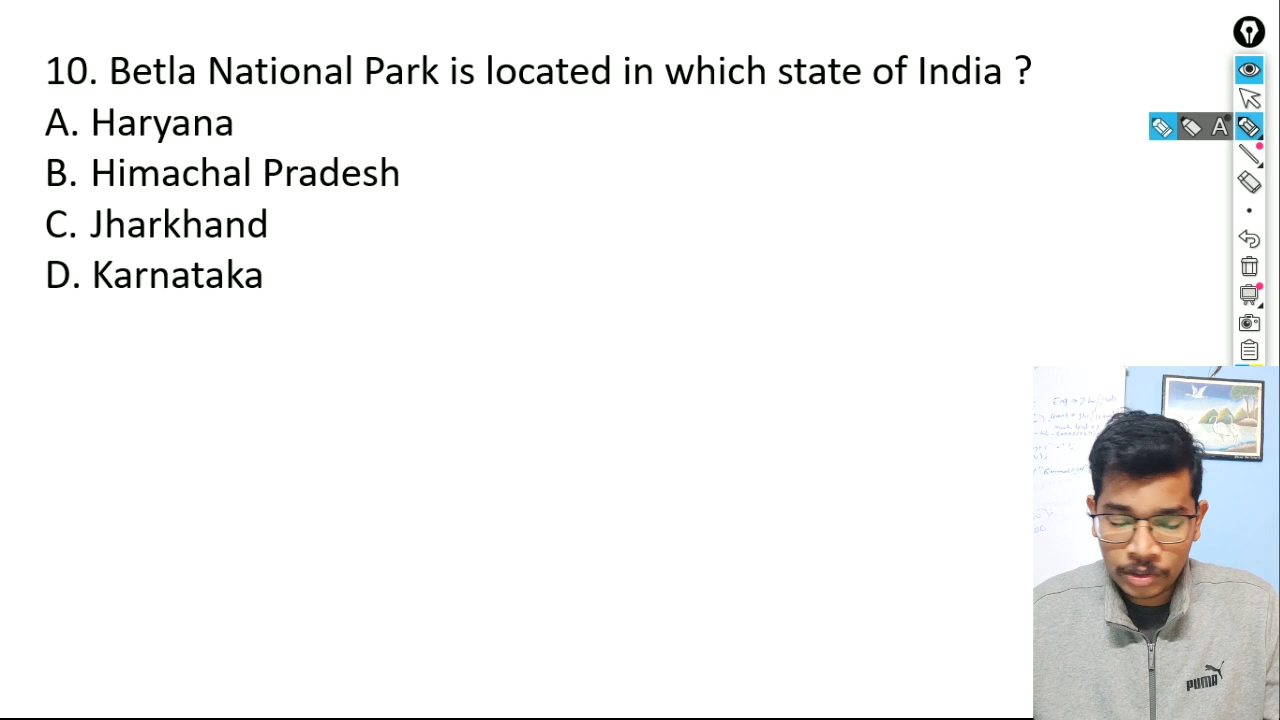 10. Betla National Park is located in which state of India ?
A. Haryana
B. Himachal Pradesh
C. Jharkhand
D. Karnataka
A
PUMA